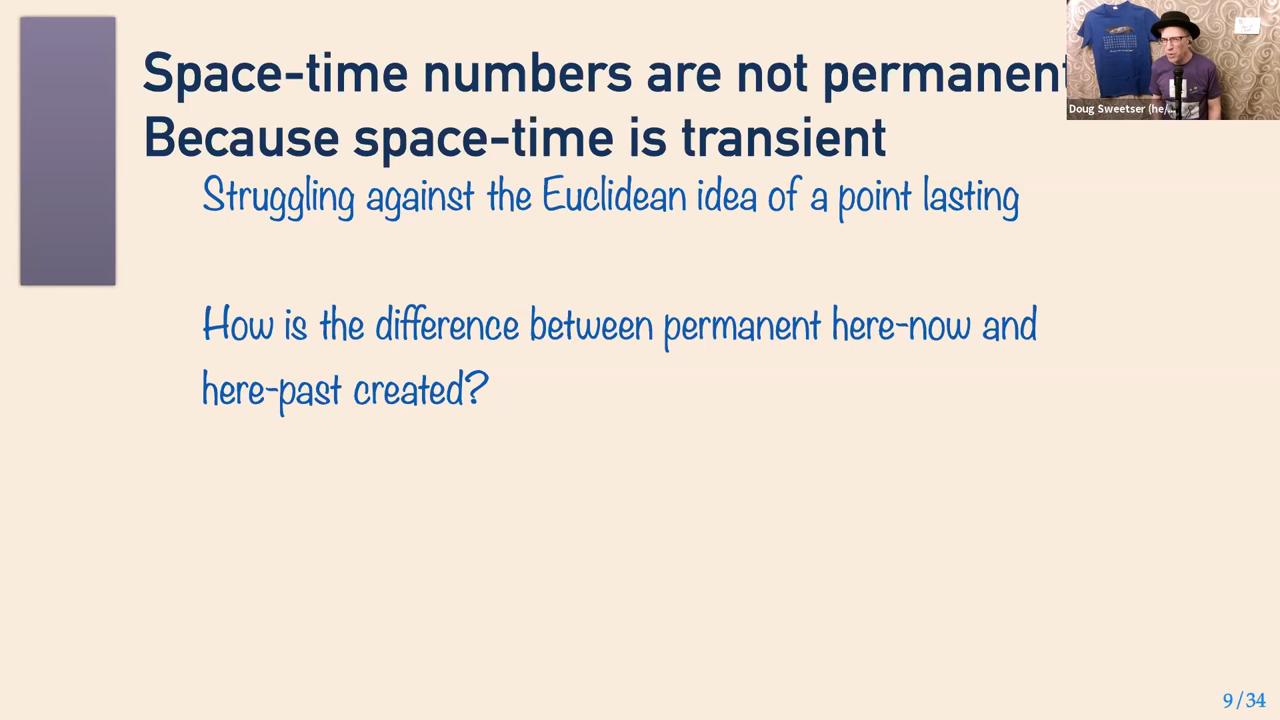 Space-time numbers are not permanent
Because space-time is transient
Struggling against the Euclidean idea of a point lasting
How is the difference between permanent here-now and
here-past created?
Doug Sweetser (he/...
9/34